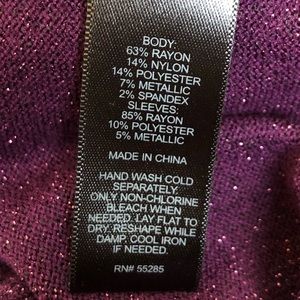 BODY:
63% RAYON
14% NYLON
14% POLYESTER
7% METALLIC
2% SPANDEX
SLEEVES:
85% RAYON
10% POLYESTER
5% METALLIC
MADE IN CHINA
HAND WASH COLD
SEPARATELY.
ONLY NON-CHLORINE
BLEACH WHEN
NEEDED. LAY FLAT TO
DRY. RESHAPE WHILE
DAMP. COOL IRON
IF NEEDED.
RN# 55285